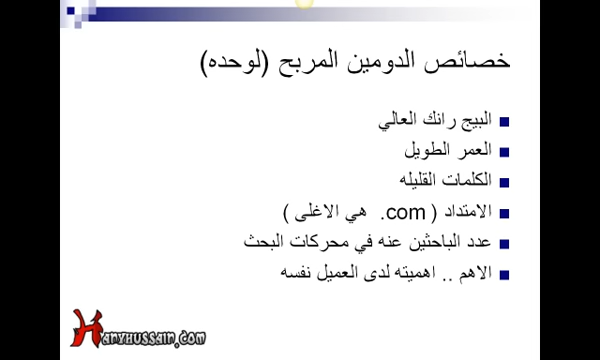 خصائص الدومين المربح (لوحده)
البيج رانك العالي
العمر الطويل
الكلمات القليله
الامتداد ( com. هي الاغلى )
عدد الباحثين عنه في محركات البحث
الاهم .. اهميته لدى العميل نفسه
Hanyhussain.com